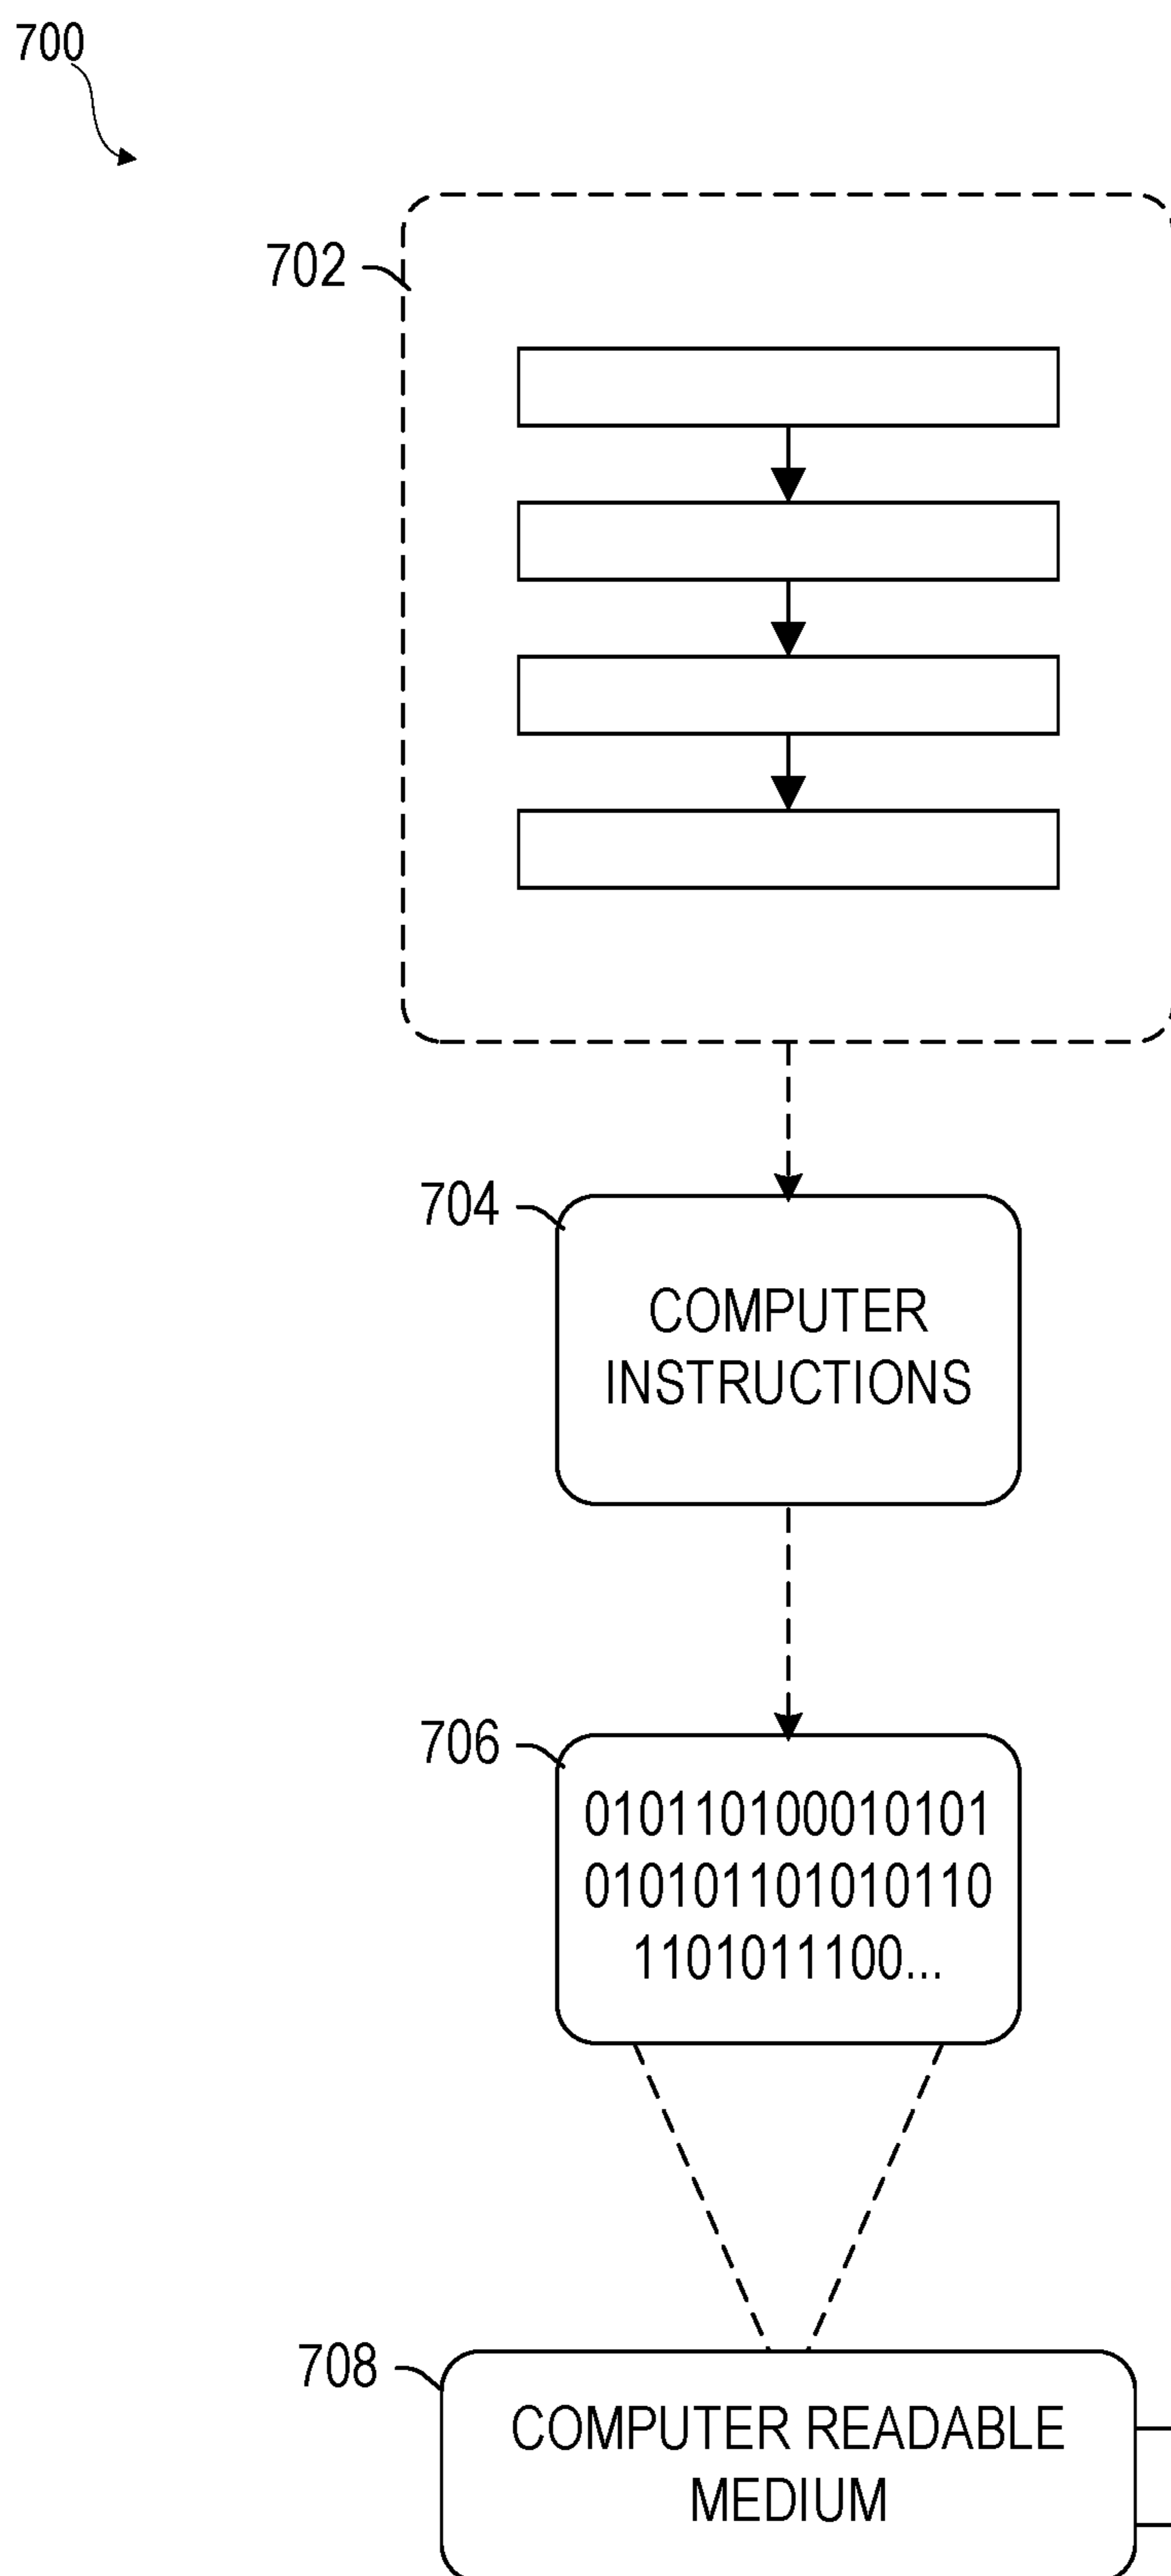 700
702
704
COMPUTER
INSTRUCTIONS
706
010110100010101
010101101010110
1101011100...
708
COMPUTER READABLE
MEDIUM